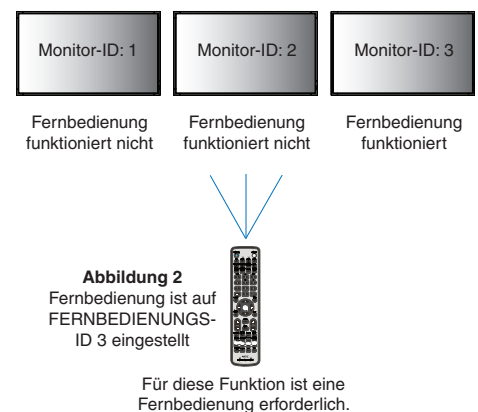 Monitor-ID: 1
Monitor-ID: 2
Monitor-ID: 3
Fernbedienung
funktioniert nicht
Fernbedienung
funktioniert nicht
Fernbedienung
funktioniert
Abbildung 2
Fernbedienung ist auf
FERNBEDIENUNGS-
ID 3 eingestellt
Für diese Funktion ist eine
Fernbedienung erforderlich.